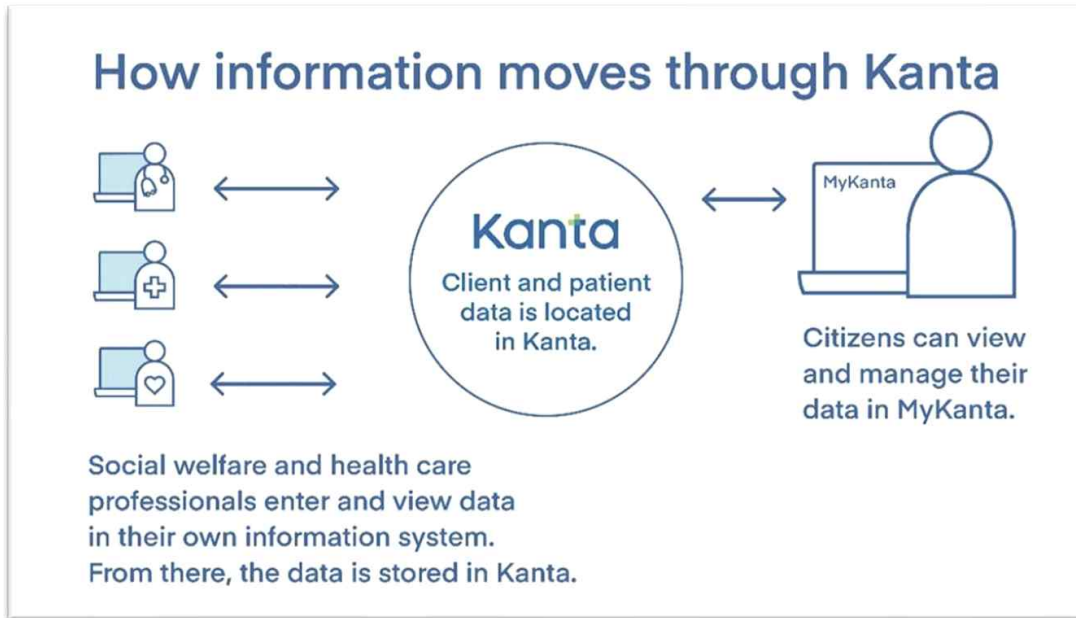 How information moves through Kanta
Kanta
Client and patient
data is located
in Kanta.
MyKanta
Citizens can view
and manage their
data in MyKanta.
Social welfare and health care
professionals enter and view data
in their own information system.
From there, the data is stored in Kanta.